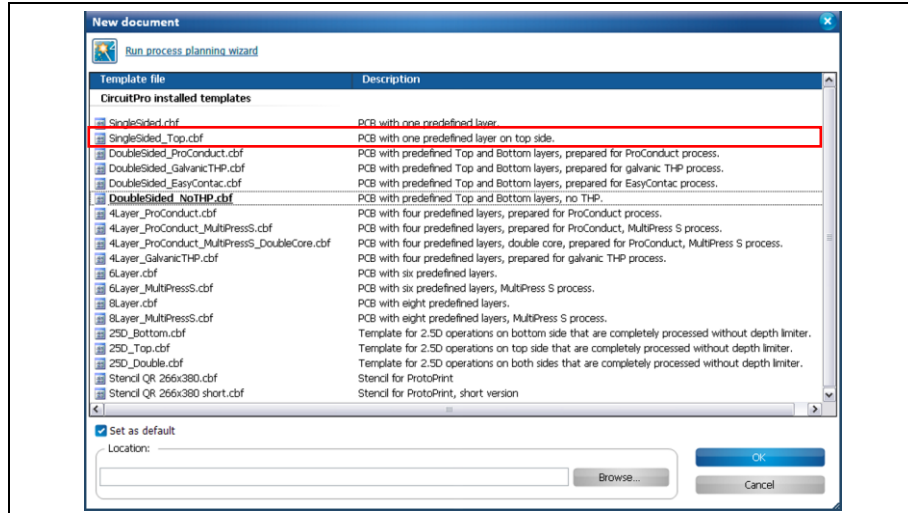 New document
Run process planning wizard
Template file Description
CircuitPro installed templates
SingleSided.cbf PCB with one predefined layer.
SingleSided_Top.cbf PCB with one predefined layer on top side.
DoubleSided_ProConduct.cbf PCB with predefined Top and Bottom layers, prepared for ProConduct process.
DoubleSided_GalvanicTHP.cbf PCB with predefined Top and Bottom layers, prepared for galvanic THP process.
DoubleSided_EasyContac.cbf PCB with predefined Top and Bottom layers, prepared for EasyContac process.
DoubleSided_NoTHP.cbf PCB with predefined Top and Bottom layers, no THP.
4Layer_ProConduct.cbf PCB with four predefined layers, prepared for ProConduct process.
4Layer_ProConduct_MultiPressS.cbf PCB with four predefined layers, prepared for ProConduct, MultiPress S process.
4Layer_ProConduct_MultiPressS_DoubleCore.cbf PCB with four predefined layers, double core, prepared for ProConduct, MultiPress S process.
4Layer_GalvanicTHP.cbf PCB with four predefined layers, prepared for galvanic THP process.
6Layer.cbf PCB with six predefined layers.
6Layer_MultiPressS.cbf PCB with six predefined layers, MultiPress S process.
8Layer.cbf PCB with eight predefined layers.
8Layer_MultiPressS.cbf PCB with eight predefined layers, MultiPress S process.
25D_Bottom.cbf Template for 2.5D operations on bottom side that are completely processed without depth limiter.
25D_Top.cbf Template for 2.5D operations on top side that are completely processed without depth limiter.
25D_Double.cbf Template for 2.5D operations on both sides that are completely processed without depth limiter.
Stencil QR 266x380.cbf Stencil for ProtoPrint
Stencil QR 266x380 short.cbf Stencil for ProtoPrint, short version
Set as default
Location:
OK
Browse...
Cancel